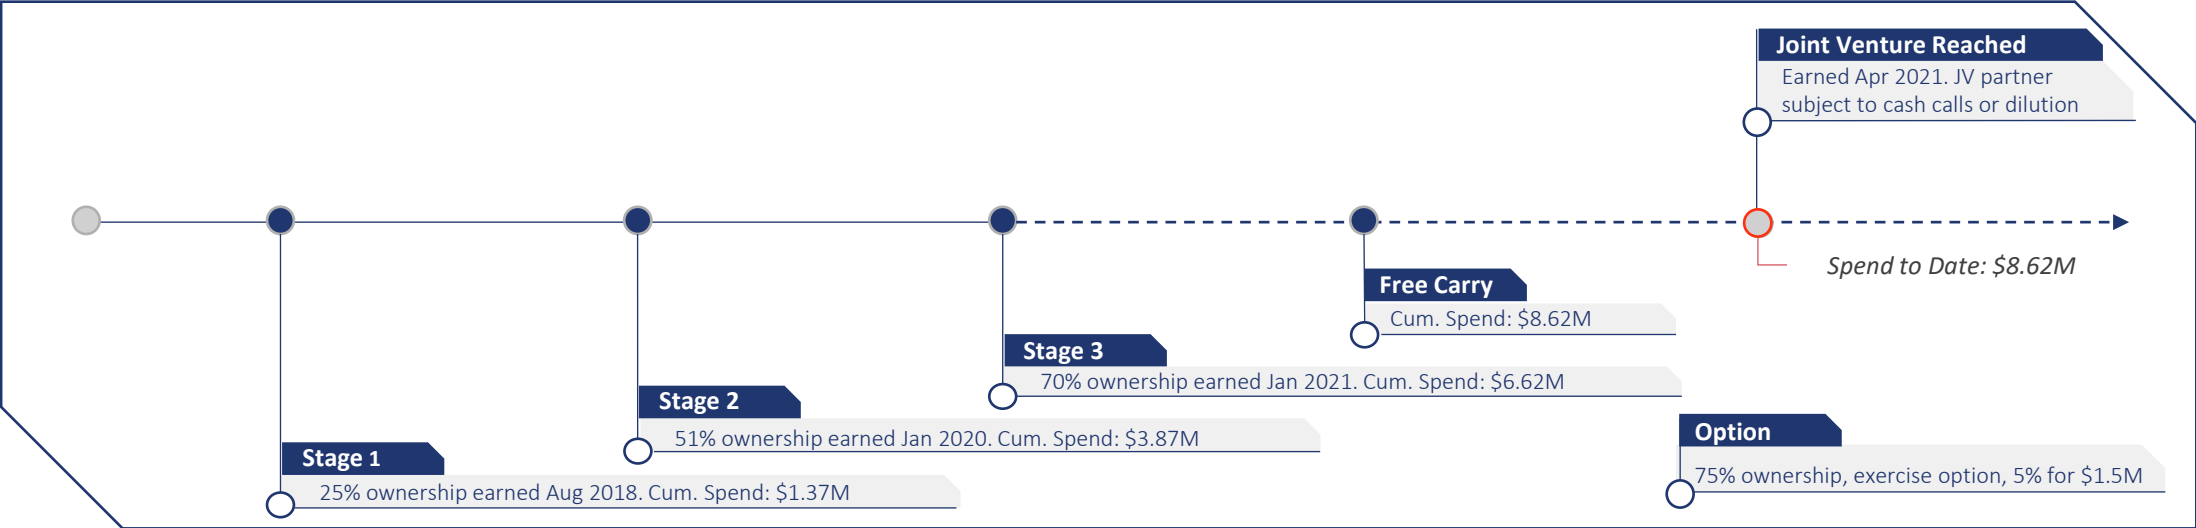 Joint Venture Reached
Earned Apr 2021. JV partner
subject to cash calls or dilution
Spend to Date: $8.62M
Free Carry
Cum. Spend: $8.62M
Stage 3
70% ownership earned Jan 2021. Cum. Spend: $6.62M
Stage 2
51% ownership earned Jan 2020. Cum. Spend: $3.87M
Option
75% ownership, exercise option, 5% for $1.5M
Stage 1
25% ownership earned Aug 2018. Cum. Spend: $1.37M